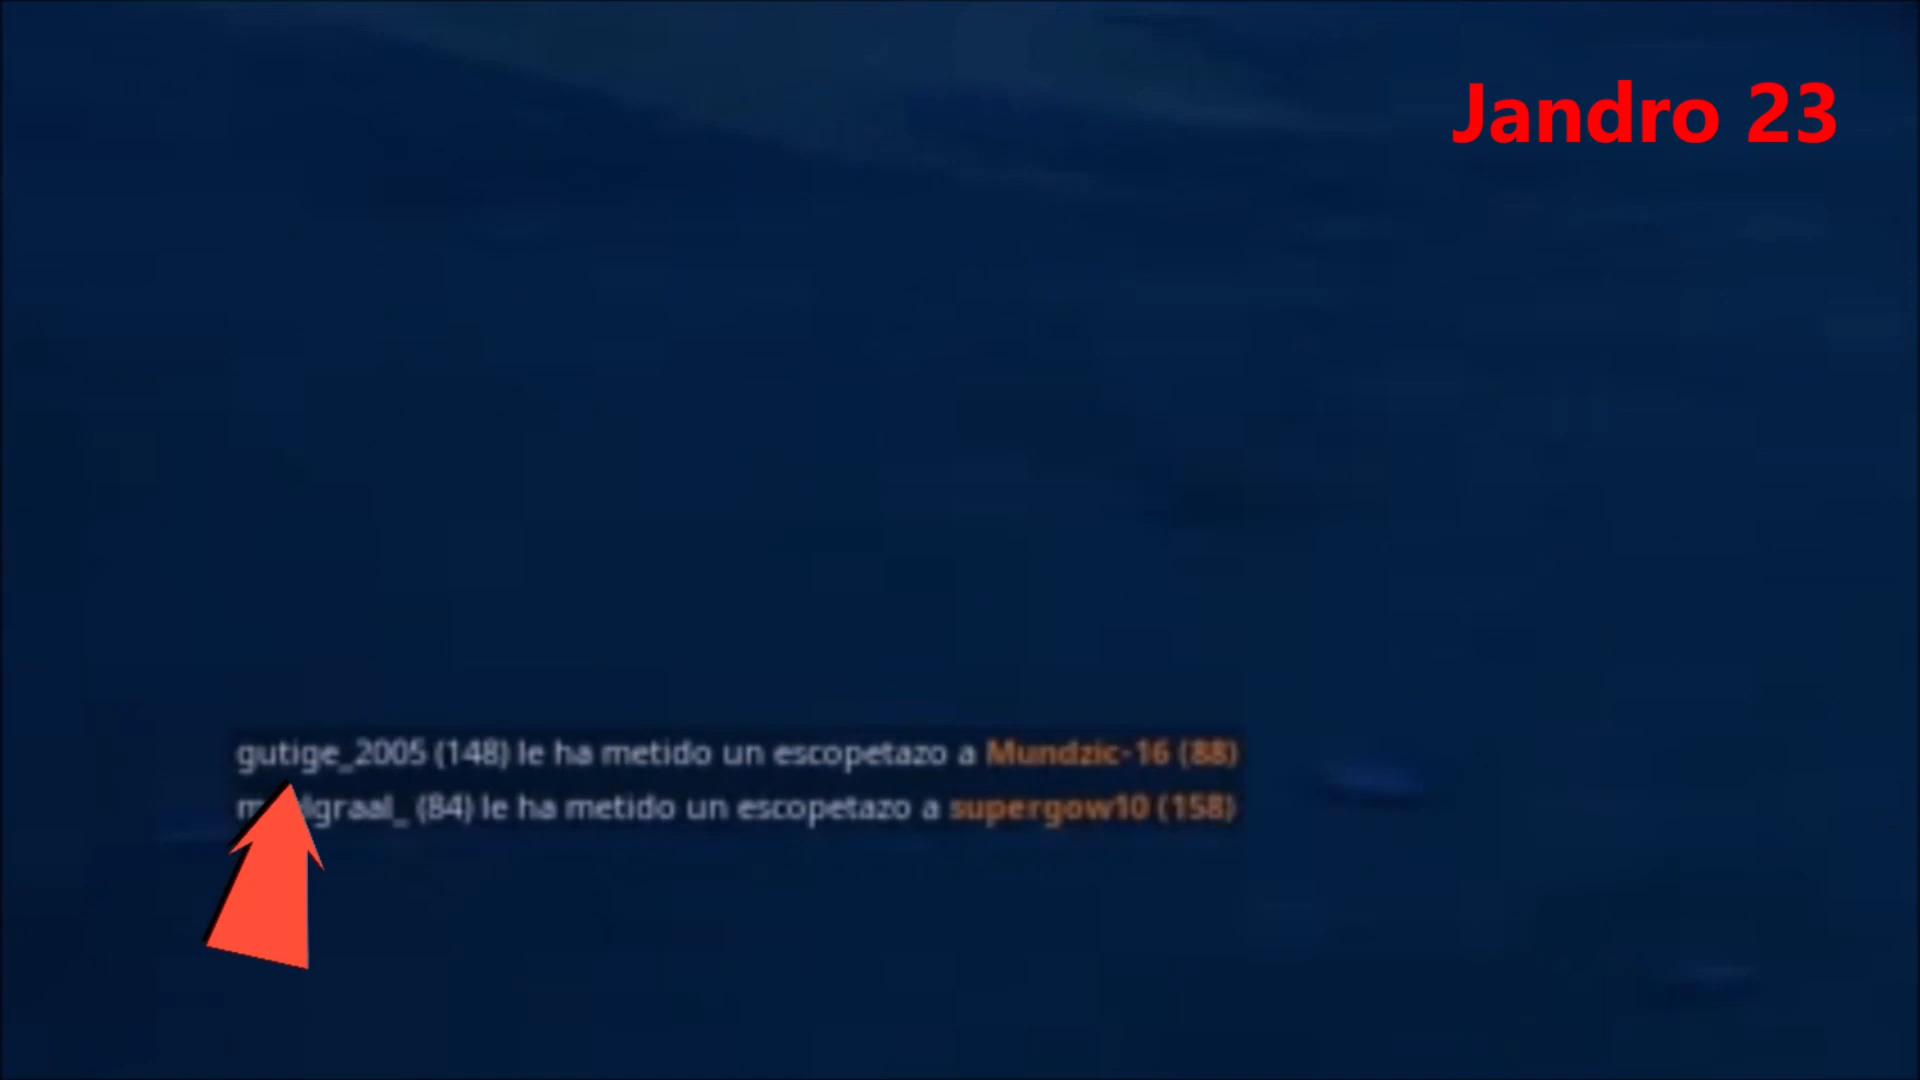 Jandro 23
gutige_2005 (148) le ha metido un escopetazo a Mundzic-16 (88)
(84) le ha metido un escopetazo a supergow10 (158)